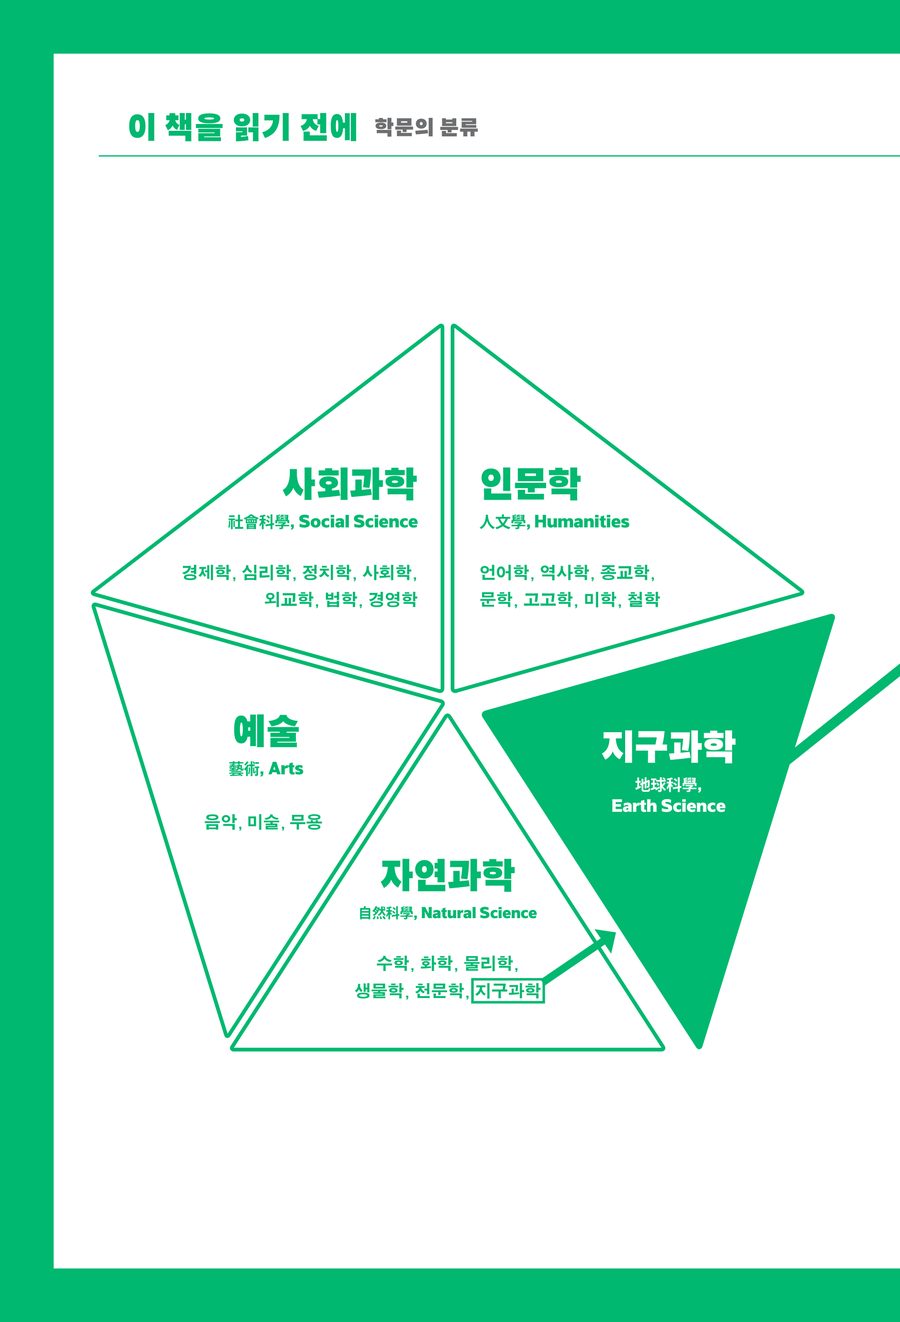 이 책을 읽기 전에 학문의 분류
사회과학
社會科學, Social Science
경제학, 심리학, 정치학, 사회학,
외교학, 법학, 경영학
인문학
人文學, Humanities
언어학, 역사학, 종교학,
문학, 고고학, 미학, 철학
예술
藝術, Arts
음악, 미술, 무용
지구과학
地球科學,
Earth Science
자연과학
自然科學, Natural Science
수학, 화학, 물리학,
생물학, 천문학, 지구과학